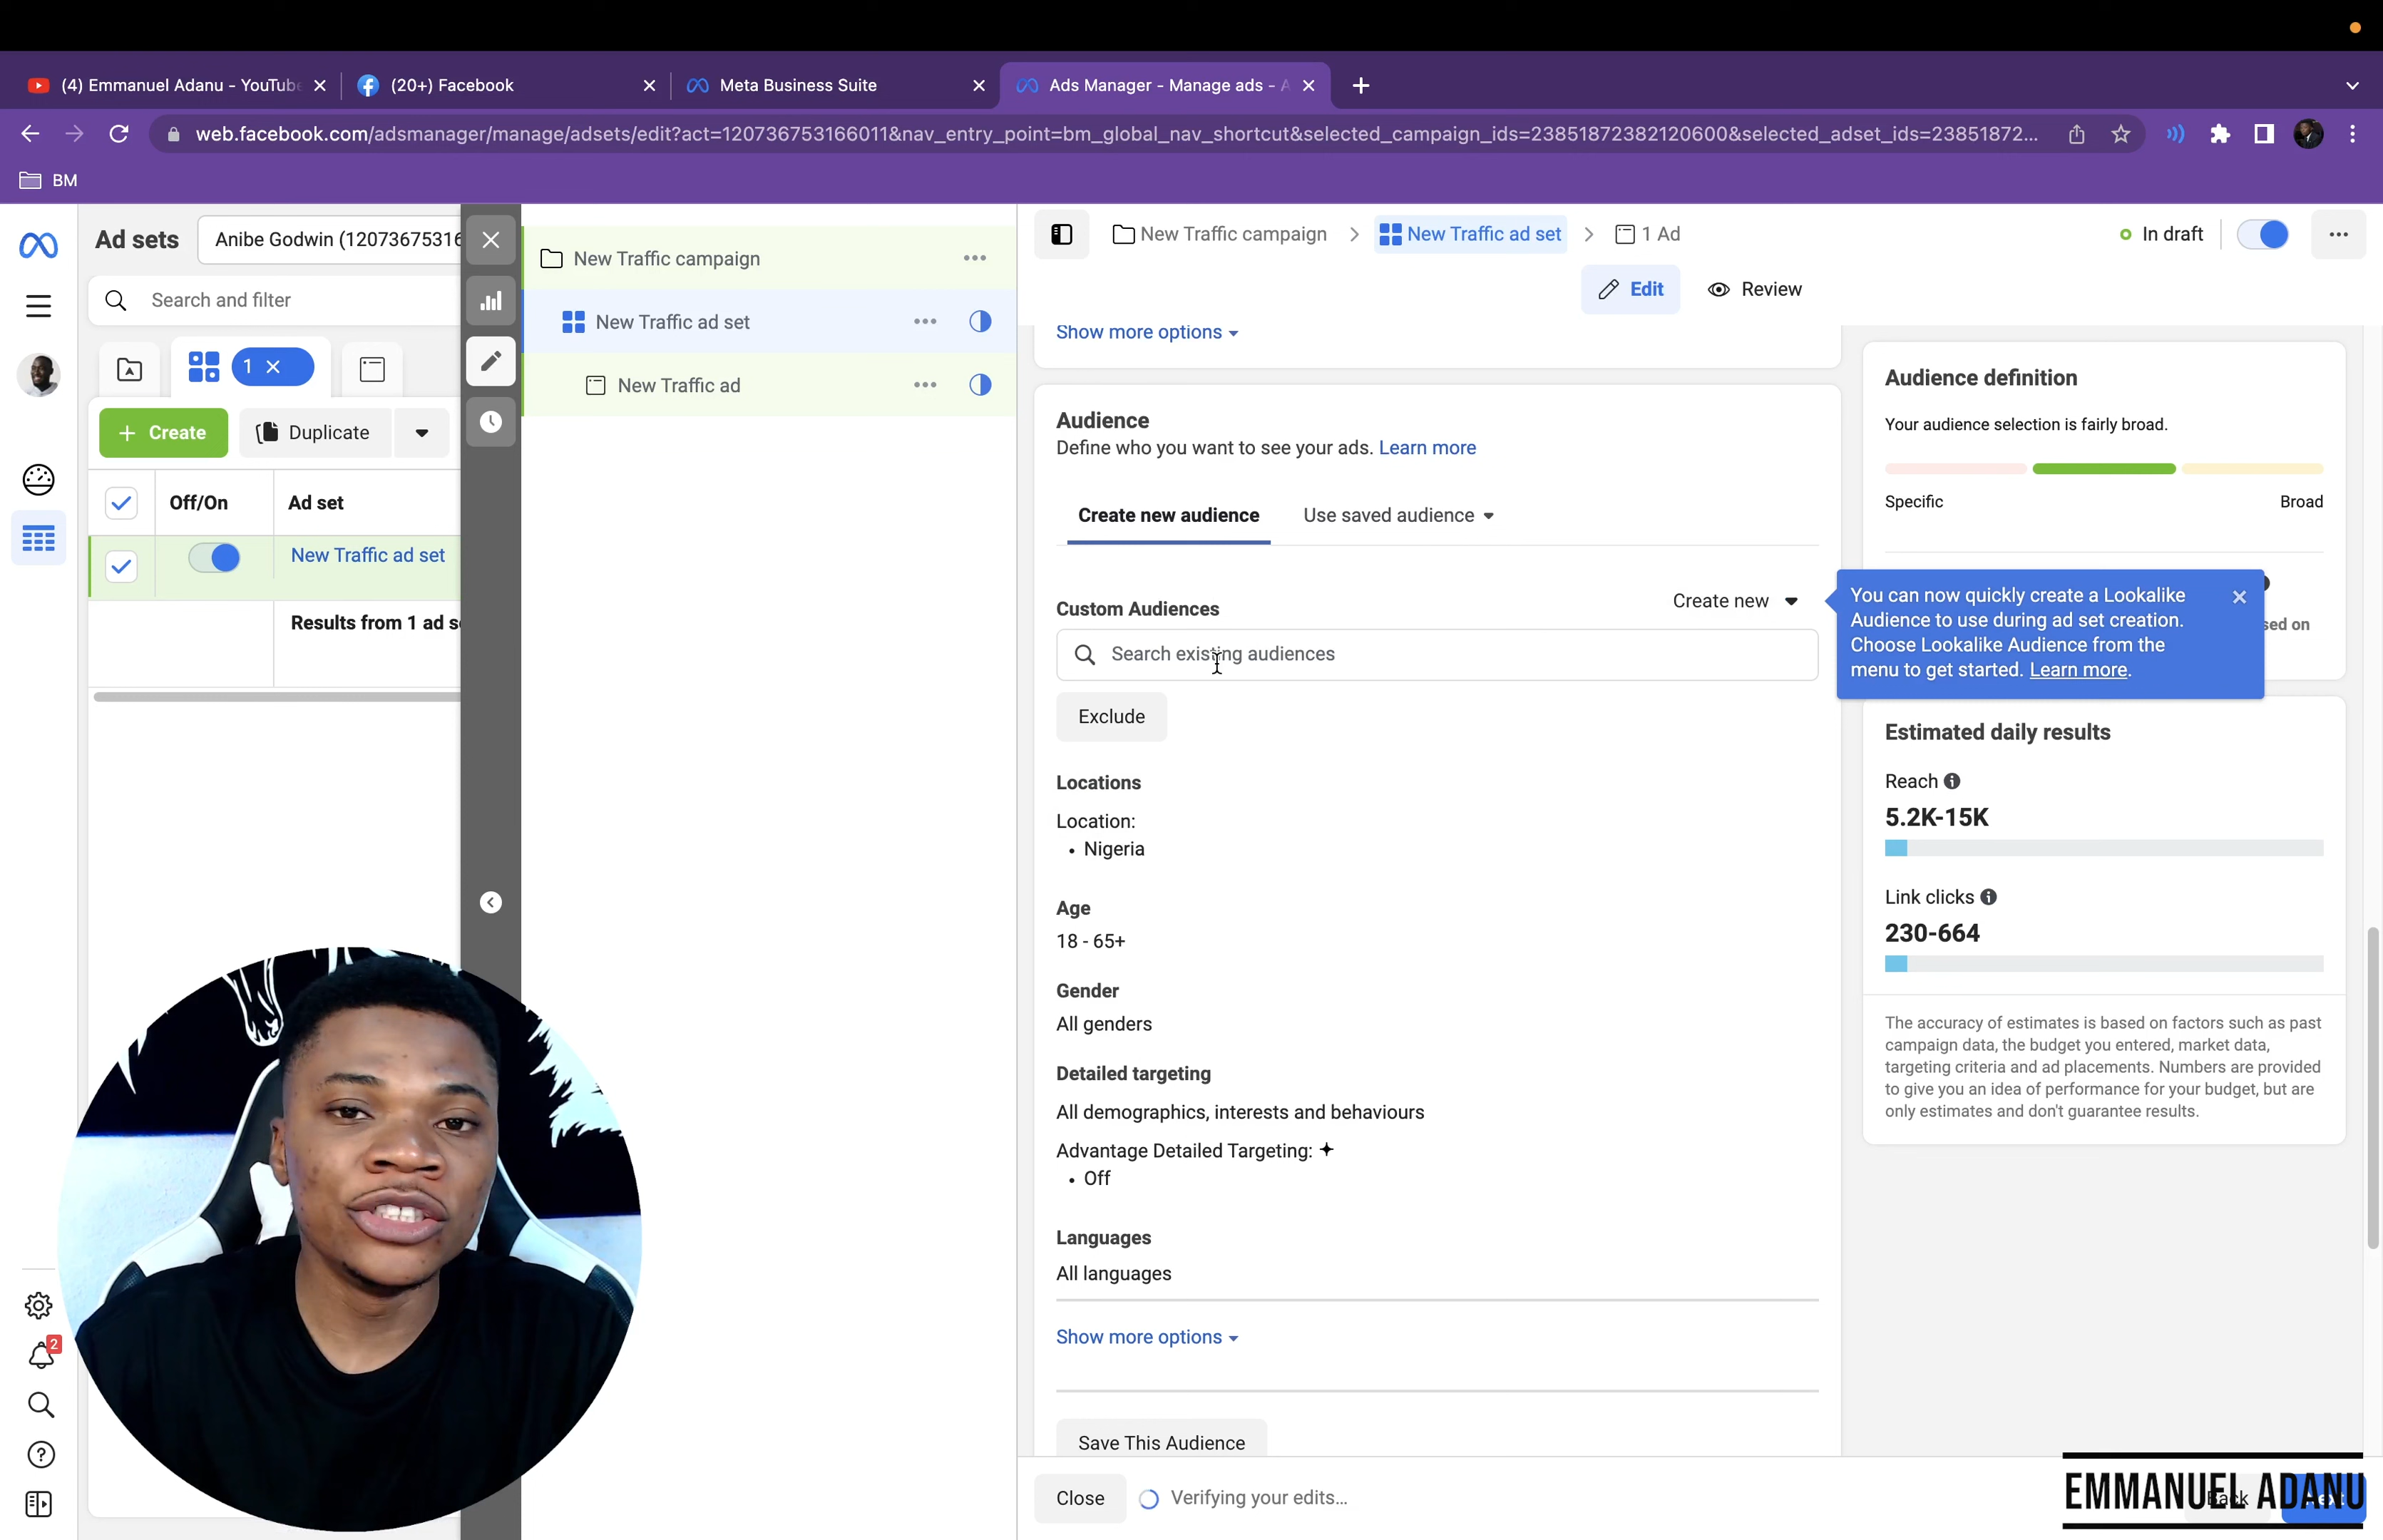 (4) Emmanuel Adanu - YouTube
(20+) Facebook
Meta Business Suite
Ads Manager - Manage ads - A
web.facebook.com/adsmanager/manage/adsets/edit?act=120736753166011&nav_entry_point=bm_global_nav_shortcut&selected_campaign_ids=23851872382120600&selected_adset_ids=23851872...
BM
Ad sets
Anibe Godwin (12073675316
Search and filter
1
Create
Duplicate
Off/On
Ad set
New Traffic ad set
Results from 1 ad s
New Traffic campaign
New Traffic ad set
New Traffic ad
New Traffic campaign
New Traffic ad set
1 Ad
In draft
Edit
Review
Show more options
Audience
Define who you want to see your ads. Learn more
Create new audience
Use saved audience
Custom Audiences
Create new
Search existing audiences
Exclude
Locations
Location:
• Nigeria
Age
18 - 65+
Gender
All genders
Detailed targeting
All demographics, interests and behaviours
Advantage Detailed Targeting:
• Off
Languages
All languages
Show more options
Save This Audience
Close
Verifying your edits...
Audience definition
Your audience selection is fairly broad.
Specific
Broad
You can now quickly create a Lookalike
Audience to use during ad set creation.
Choose Lookalike Audience from the
menu to get started. Learn more.
sed on
Estimated daily results
Reach
5.2K-15K
Link clicks
230-664
The accuracy of estimates is based on factors such as past
campaign data, the budget you entered, market data,
targeting criteria and ad placements. Numbers are provided
to give you an idea of performance for your budget, but are
only estimates and don't guarantee results.
2
EMMANUEL ADANU
Back